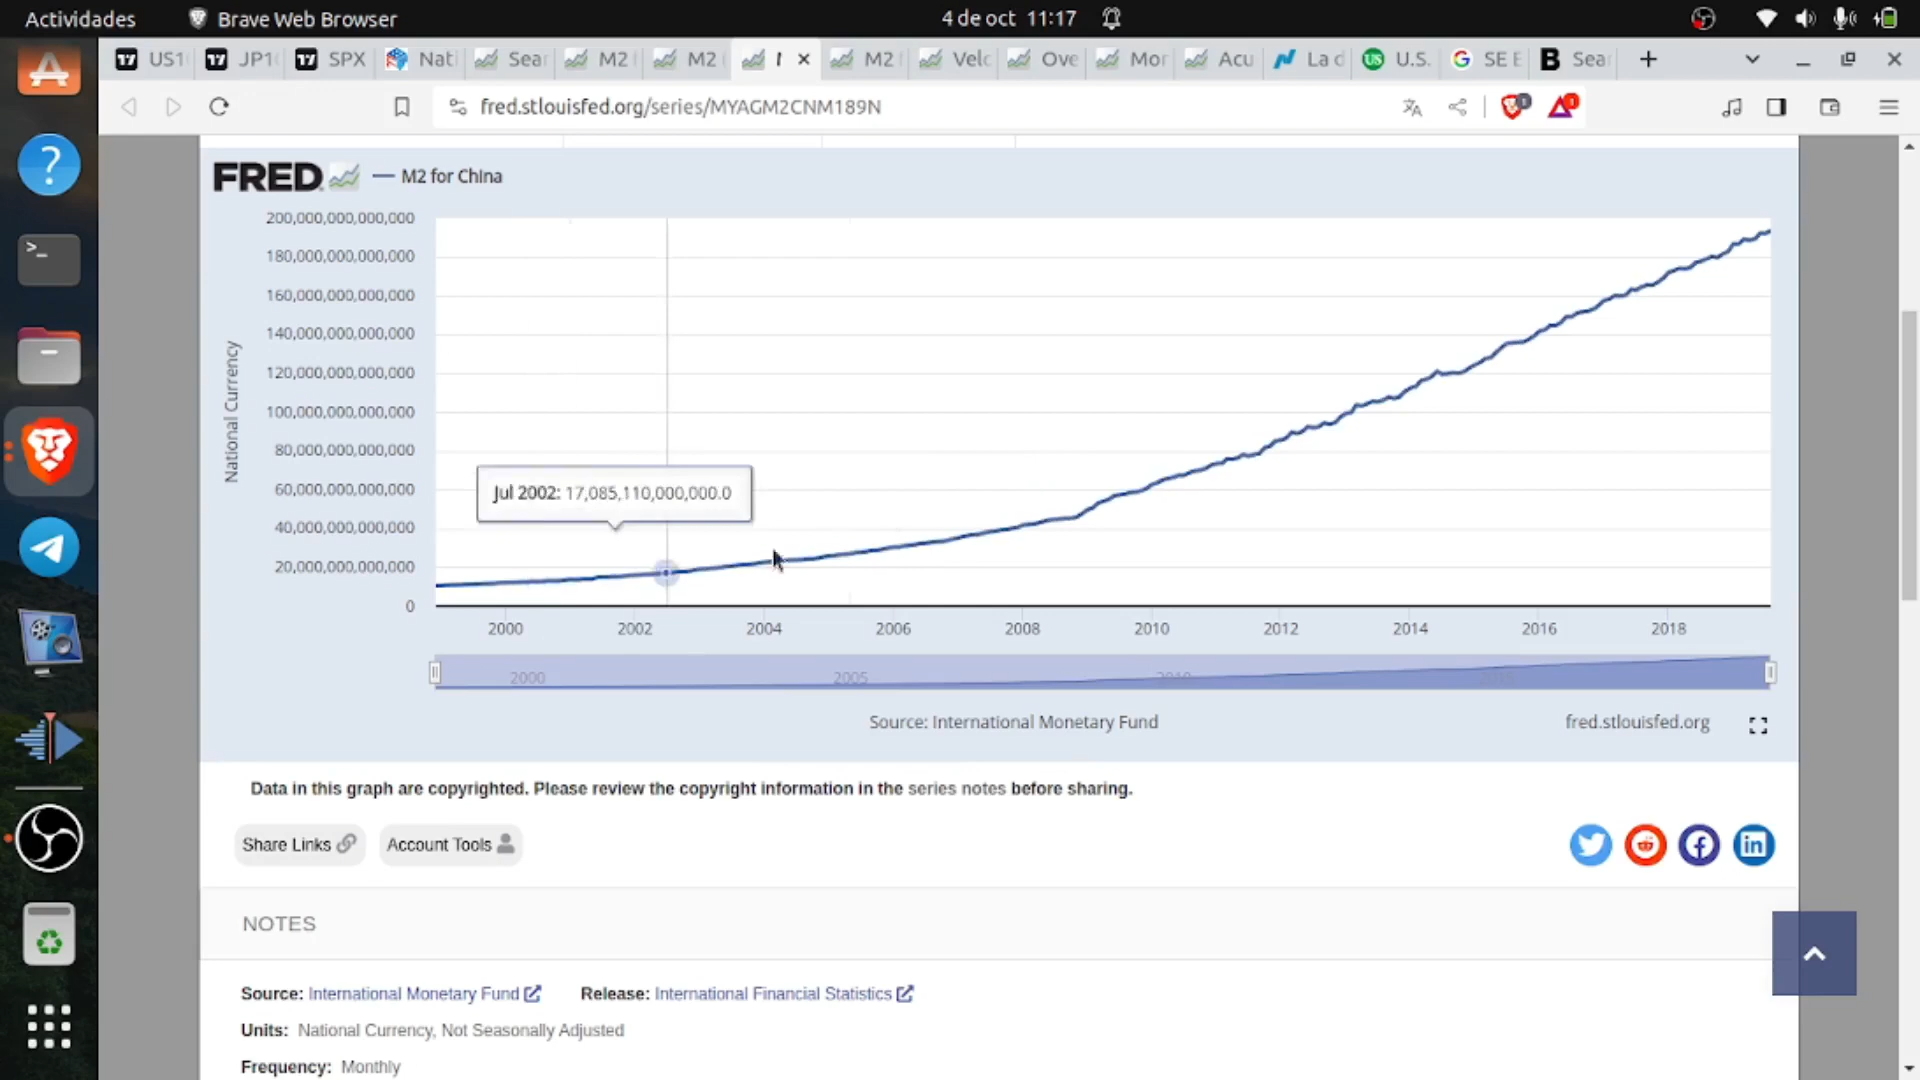 Actividades Brave Web Browser 4 de oct 11:17
US1 JP1 SPX Nat Sear M2 M2 M2 Velc Ove Mor Acu La d U.S. SE E Sea
fred.stlouisfed.org/series/MYAGM2CNM189N
FRED — M2 for China
National Currency
200,000,000,000,000
180,000,000,000,000
160,000,000,000,000
140,000,000,000,000
120,000,000,000,000
100,000,000,000,000
80,000,000,000,000
60,000,000,000,000
40,000,000,000,000
20,000,000,000,000
0
Jul 2002: 17,085,110,000,000.0
2000 2002 2004 2006 2008 2010 2012 2014 2016 2018
2000 2005 2010
Source: International Monetary Fund fred.stlouisfed.org
Data in this graph are copyrighted. Please review the copyright information in the series notes before sharing.
Share Links Account Tools
NOTES
Source: International Monetary Fund Release: International Financial Statistics
Units: National Currency, Not Seasonally Adjusted
Frequency: Monthly